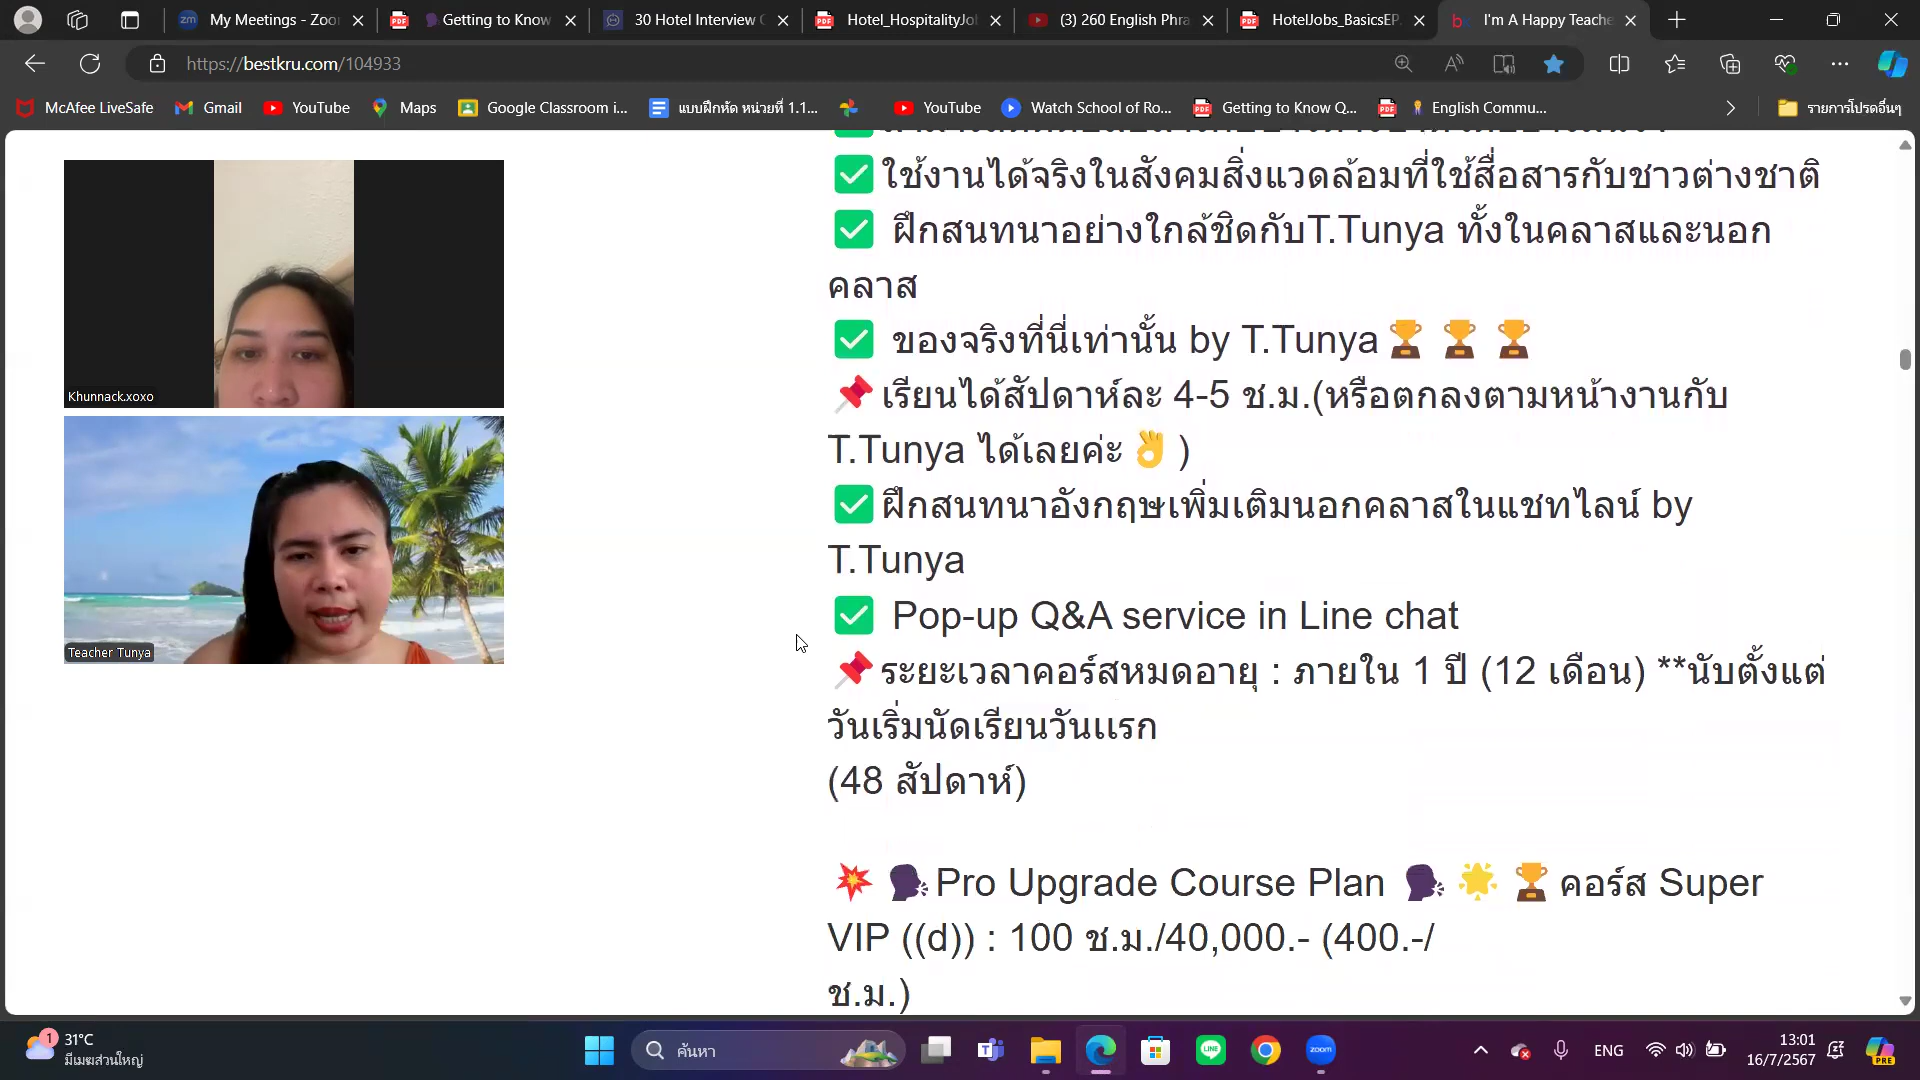 My Meetings - Zoo
Getting to Know
30 Hotel Interview
Hotel_HospitalityJo
(3) 260 English Phra
HotelJobs_BasicsEP
I'm A Happy Teache
https://bestkru.com/104933
McAfee LiveSafe
Gmail
YouTube
Maps
Google Classroom i...
แบบฝึกหัด หน่วยที่ 1.1...
YouTube
Watch School of Ro...
Getting to Know Q...
English Commu...
รายการโปรดอื่นๆ
ใช้งานได้จริงในสังคมสิ่งแวดล้อมที่ใช้สื่อสารกับชาวต่างชาติ
ฝึกสนทนาอย่างใกล้ชิดกับT.Tunya ทั้งในคลาสและนอก
คลาส
ของจริงที่นี่เท่านั้น by T.Tunya
เรียนได้สัปดาห์ละ 4-5 ช.ม.(หรือตกลงตามหน้างานกับ
T.Tunya ได้เลยค่ะ👌)
ฝึกสนทนาอังกฤษเพิ่มเติมนอกคลาสในแชทไลน์ by
T.Tunya
Pop-up Q&A service in Line chat
ระยะเวลาคอร์สหมดอายุ : ภายใน 1 ปี (12 เดือน) **นับตั้งแต่
วันเริ่มนัดเรียนวันแรก
(48 สัปดาห์)
Pro Upgrade Course Plan คอร์ส Super
VIP ((d)) : 100 ช.ม./40,000.- (400.-/
ช.ม.)
Khunnack.xoxo
Teacher Tunya
1
31°C
มีเมฆส่วนใหญ่
ค้นหา
LINE
zoom
ENG
13:01
16/7/2567
PRE